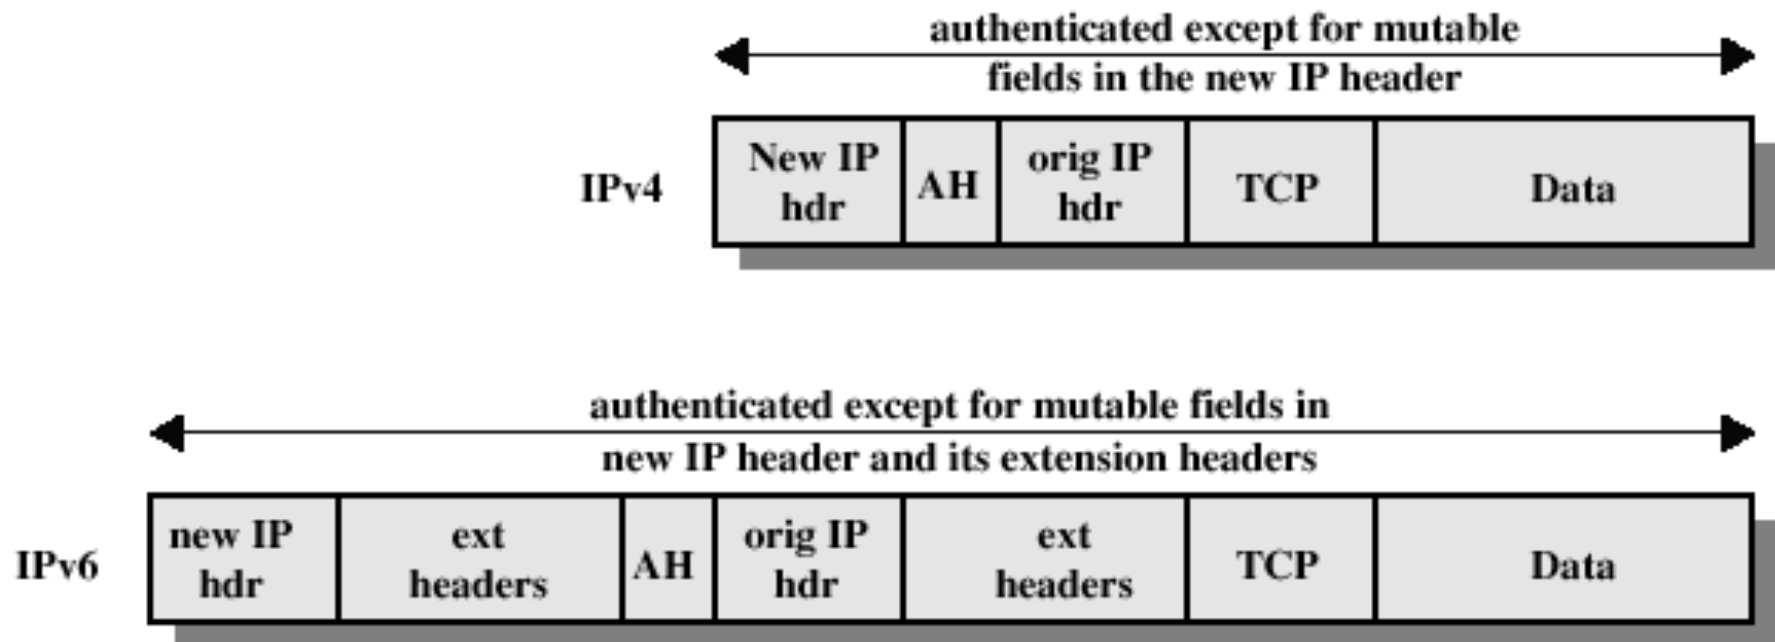 authenticated except for mutable
fields in the new IP header
IPv4
New IP
hdr
AH
orig IP
hdr
TCP
Data
authenticated except for mutable fields in
new IP header and its extension headers
IPv6
new IP
hdr
ext
headers
AH
orig IP
hdr
ext
headers
TCP
Data